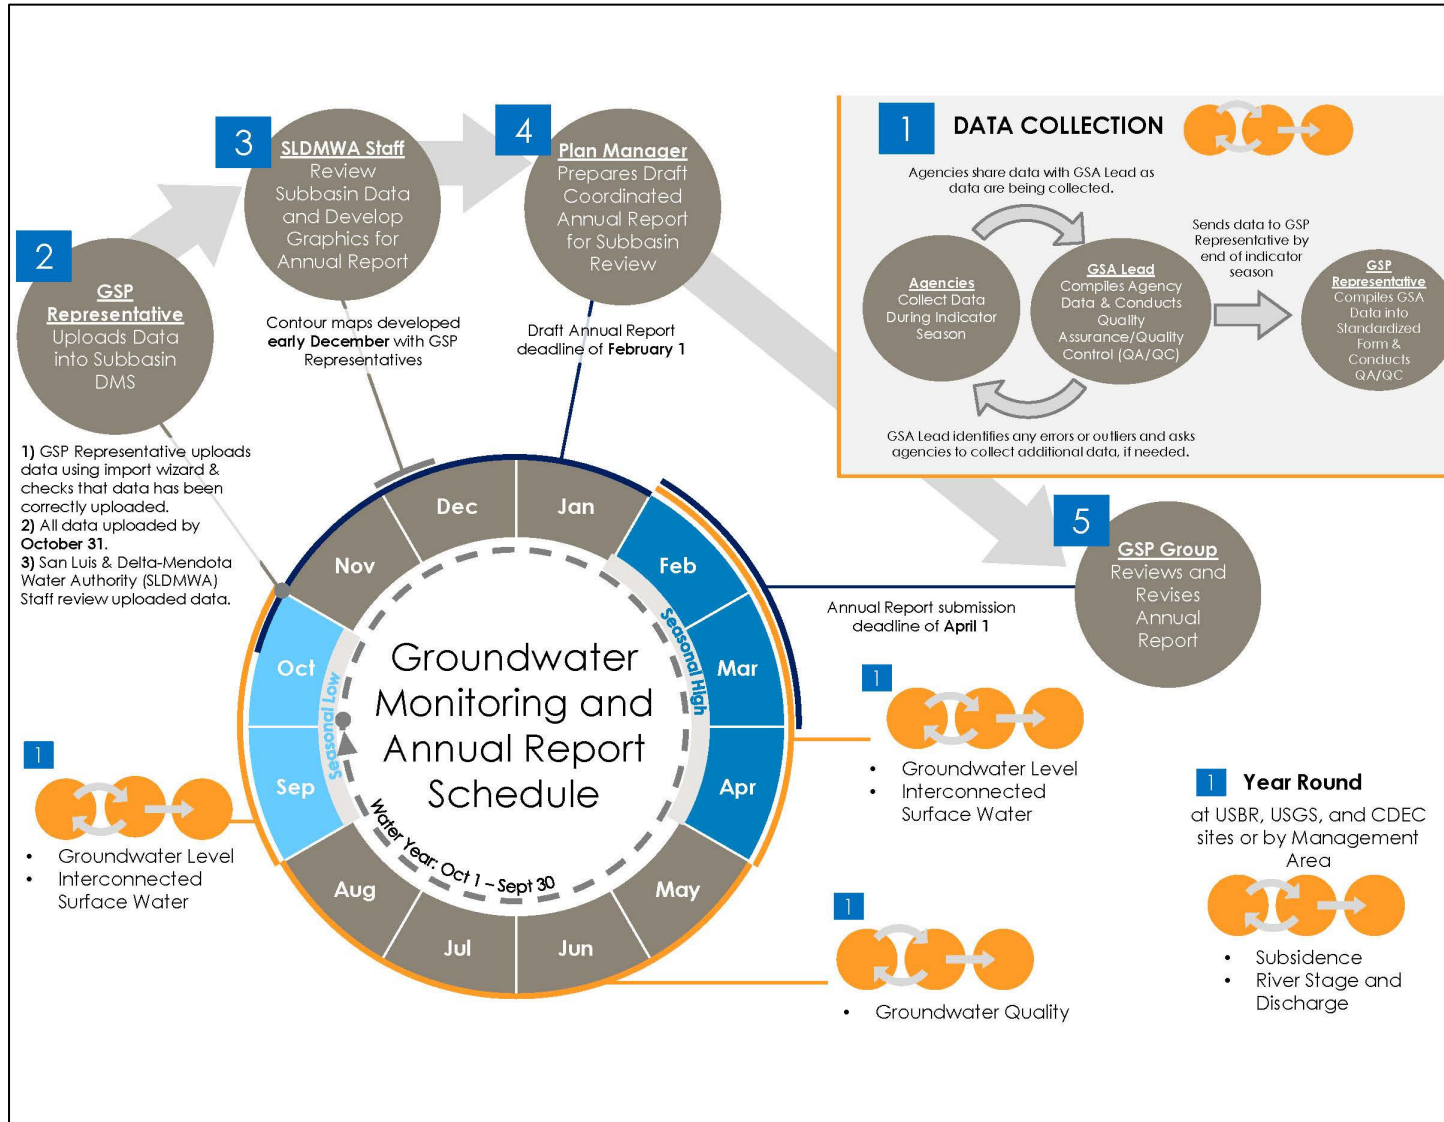 1
DATA COLLECTION
Agencies share data with GSA Lead as
data are being collected.
Agencies
Collect Data
During Indicator
Season
GSA Lead
Compiles Agency
Data & Conducts
Quality
Assurance/Quality
Control (QA/QC)
Sends data to GSP
Representative by
end of indicator
season
GSP
Representative
Compiles GSA
Data into
Standardized
Form &
Conducts
QA/QC
GSA Lead identifies any errors or outliers and asks
agencies to collect additional data, if needed.
2
GSP
Representative
Uploads Data
into Subbasin
DMS
1) GSP Representative uploads
data using import wizard &
checks that data has been
correctly uploaded.
2) All data uploaded by
October 31.
3) San Luis & Delta-Mendota
Water Authority (SLDMWA)
Staff review uploaded data.
3
SLDMWA Staff
Review
Subbasin Data
and Develop
Graphics for
Annual Report
Contour maps developed
early December with GSP
Representatives
4
Plan Manager
Prepares Draft
Coordinated
Annual Report
for Subbasin
Review
Draft Annual Report
deadline of February 1
5
GSP Group
Reviews and
Revises
Annual
Report
Annual Report submission
deadline of April 1
Groundwater
Monitoring and
Annual Report
Schedule
Water Year: Oct 1 – Sept 30
Seasonal High
Seasonal Low
Jan
Feb
Mar
Apr
May
Jun
Jul
Aug
Sep
Oct
Nov
Dec
1
• Groundwater Level
• Interconnected
Surface Water
1
• Groundwater Level
• Interconnected
Surface Water
1
• Groundwater Quality
1
Year Round
at USBR, USGS, and CDEC
sites or by Management
Area
• Subsidence
• River Stage and
Discharge